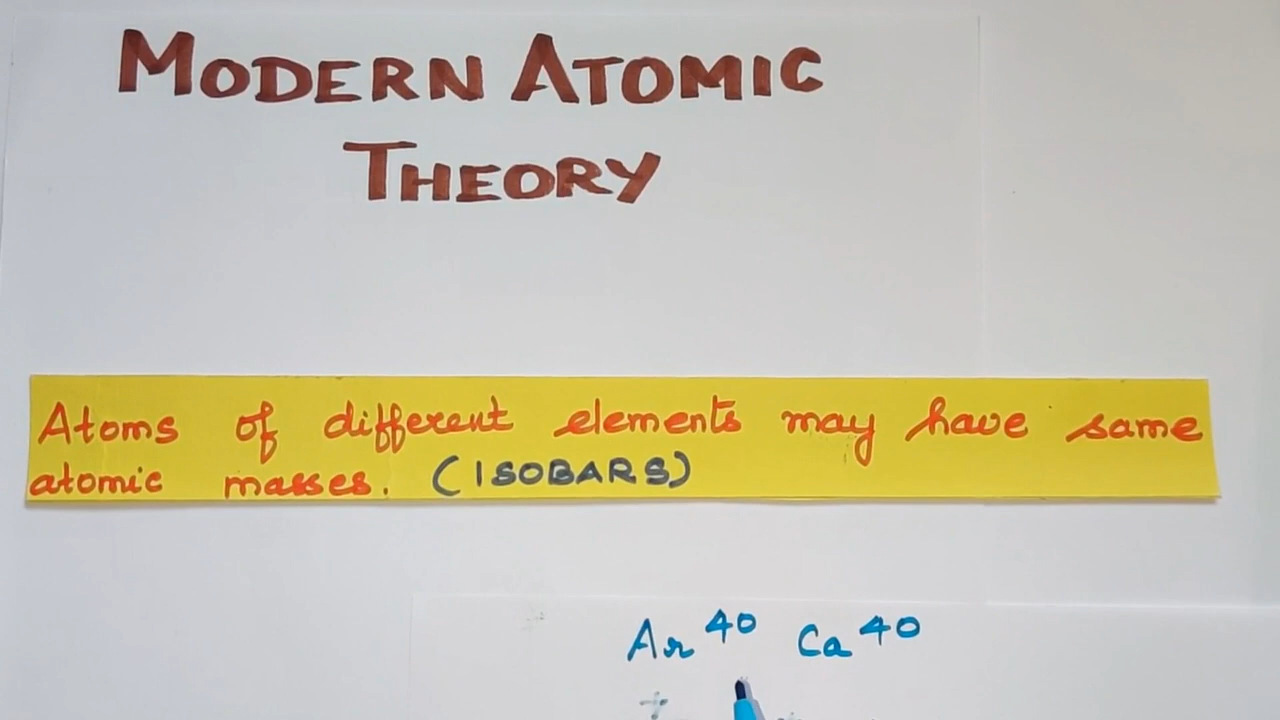 MODERN ATOMIC
THEORY
Atoms of different elements may have same
atomic masses. (ISOBARS)
Ar⁴⁰ Ca⁴⁰